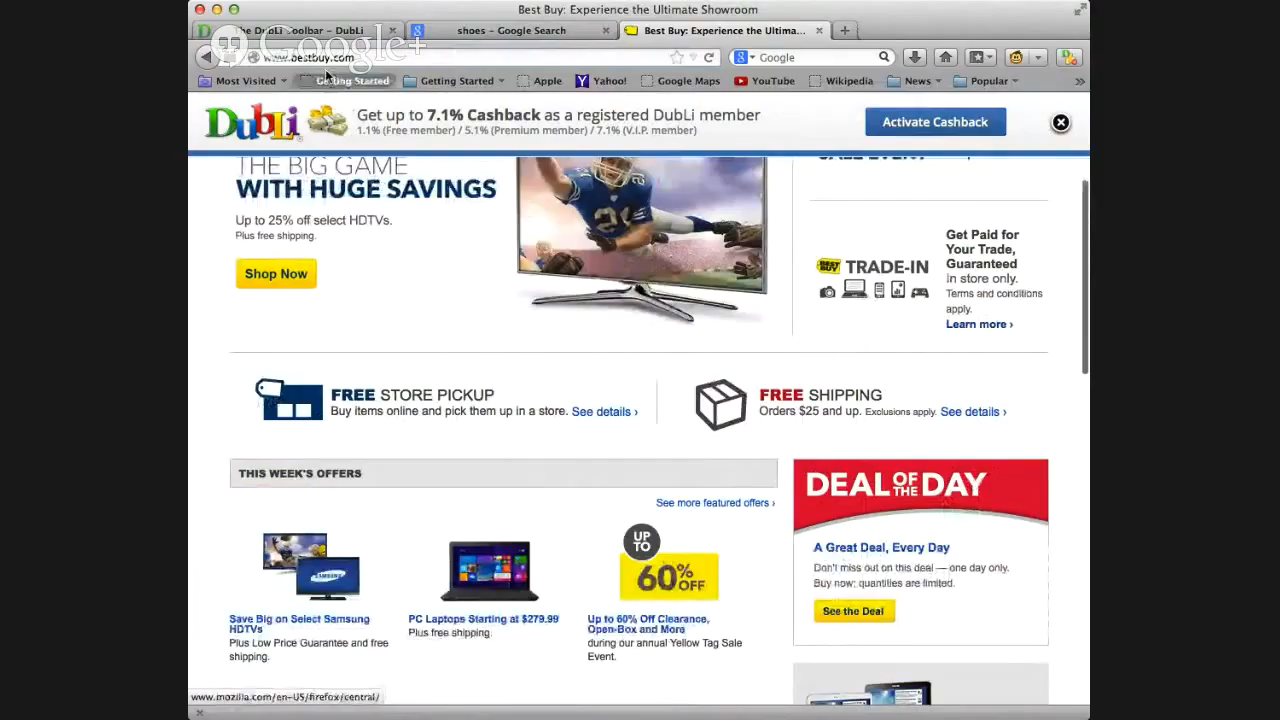 Best Buy: Experience the Ultimate Showroom
The DubLi Toolbar – DubLi
shoes – Google Search
Best Buy: Experience the Ultima...
Google+
www.bestbuy.com
Google
Most Visited
Getting Started
Getting Started
Apple
Yahoo!
Google Maps
YouTube
Wikipedia
News
Popular
DubLi
Get up to 7.1% Cashback as a registered DubLi member
1.1% (Free member) / 5.1% (Premium member) / 7.1% (V.I.P. member)
Activate Cashback
THE BIG GAME
WITH HUGE SAVINGS
Up to 25% off select HDTVs.
Plus free shipping.
Shop Now
SALE EVENT
BEST BUY TRADE-IN
Get Paid for
Your Trade,
Guaranteed
In store only.
Terms and conditions
apply.
Learn more ›
FREE STORE PICKUP
Buy items online and pick them up in a store. See details ›
FREE SHIPPING
Orders $25 and up. Exclusions apply. See details ›
THIS WEEK'S OFFERS
See more featured offers ›
SAMSUNG
Save Big on Select Samsung
HDTVs
Plus Low Price Guarantee and free
shipping.
PC Laptops Starting at $279.99
Plus free shipping.
UP
TO
60% OFF
Up to 60% Off Clearance,
Open-Box and More
during our annual Yellow Tag Sale
Event.
DEAL OF THE DAY
A Great Deal, Every Day
Don't miss out on this deal — one day only.
Buy now; quantities are limited.
See the Deal
www.mozilla.com/en-US/firefox/central/